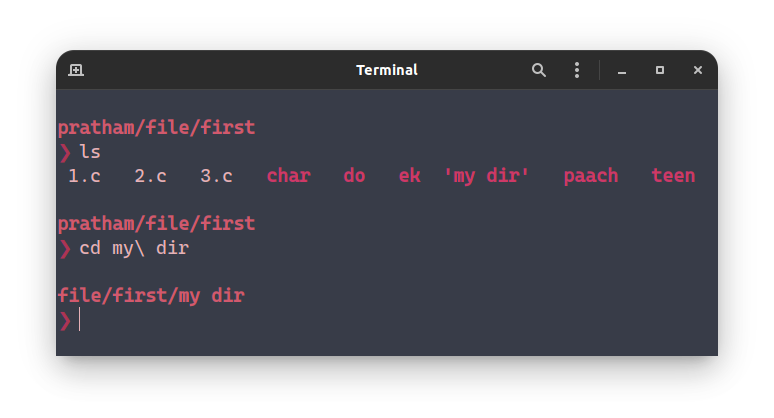 Terminal
pratham/file/first
❯ ls
1.c 2.c 3.c char do ek 'my dir' paach teen
pratham/file/first
❯ cd my\ dir
file/first/my dir
❯